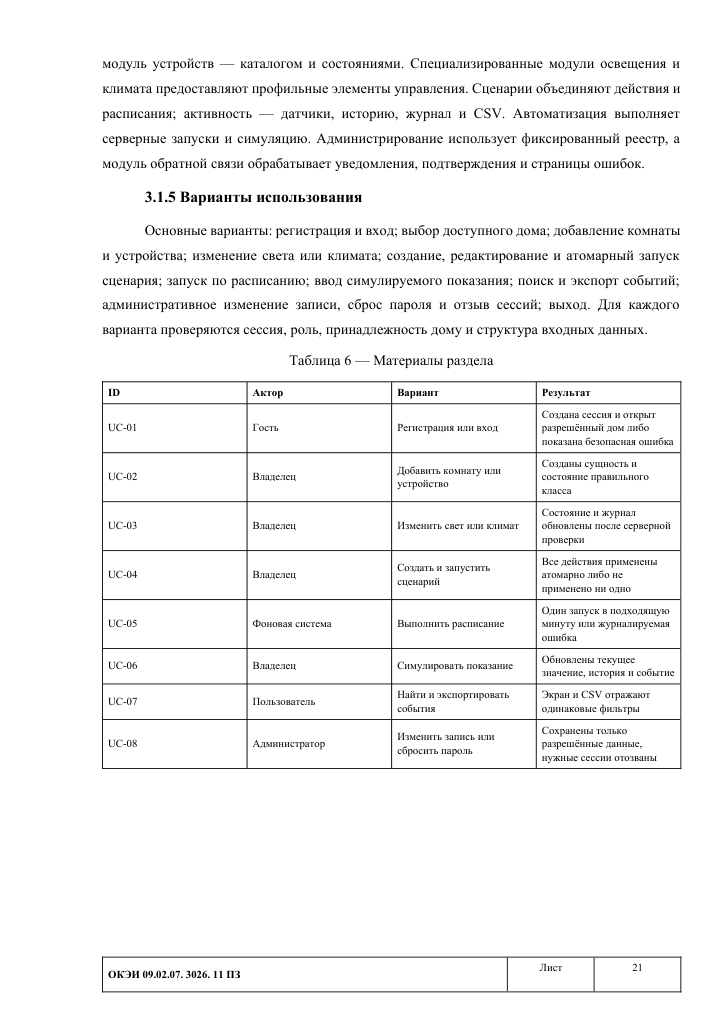 модуль устройств — каталогом и состояниями. Специализированные модули освещения и
климата предоставляют профильные элементы управления. Сценарии объединяют действия и
расписания; активность — датчики, историю, журнал и CSV. Автоматизация выполняет
серверные запуски и симуляцию. Администрирование использует фиксированный реестр, а
модуль обратной связи обрабатывает уведомления, подтверждения и страницы ошибок.
3.1.5 Варианты использования
Основные варианты: регистрация и вход; выбор доступного дома; добавление комнаты
и устройства; изменение света или климата; создание, редактирование и атомарный запуск
сценария; запуск по расписанию; ввод симулируемого показания; поиск и экспорт событий;
административное изменение записи, сброс пароля и отзыв сессий; выход. Для каждого
варианта проверяются сессия, роль, принадлежность дому и структура входных данных.
Таблица 6 — Материалы раздела
ID Актор Вариант Результат
UC-01 Гость Регистрация или вход
Создана сессия и открыт
разрешённый дом либо
показана безопасная ошибка
UC-02 Владелец
Добавить комнату или
устройство
Созданы сущность и
состояние правильного
класса
UC-03 Владелец Изменить свет или климат
Состояние и журнал
обновлены после серверной
проверки
UC-04 Владелец
Создать и запустить
сценарий
Все действия применены
атомарно либо не
применено ни одно
UC-05 Фоновая система Выполнить расписание
Один запуск в подходящую
минуту или журналируемая
ошибка
UC-06 Владелец Симулировать показание
Обновлены текущее
значение, история и событие
UC-07 Пользователь
Найти и экспортировать
события
Экран и CSV отражают
одинаковые фильтры
UC-08 Администратор
Изменить запись или
сбросить пароль
Сохранены только
разрешённые данные,
нужные сессии отозваны
ОКЭИ 09.02.07. 3026. 11 ПЗ Лист 21